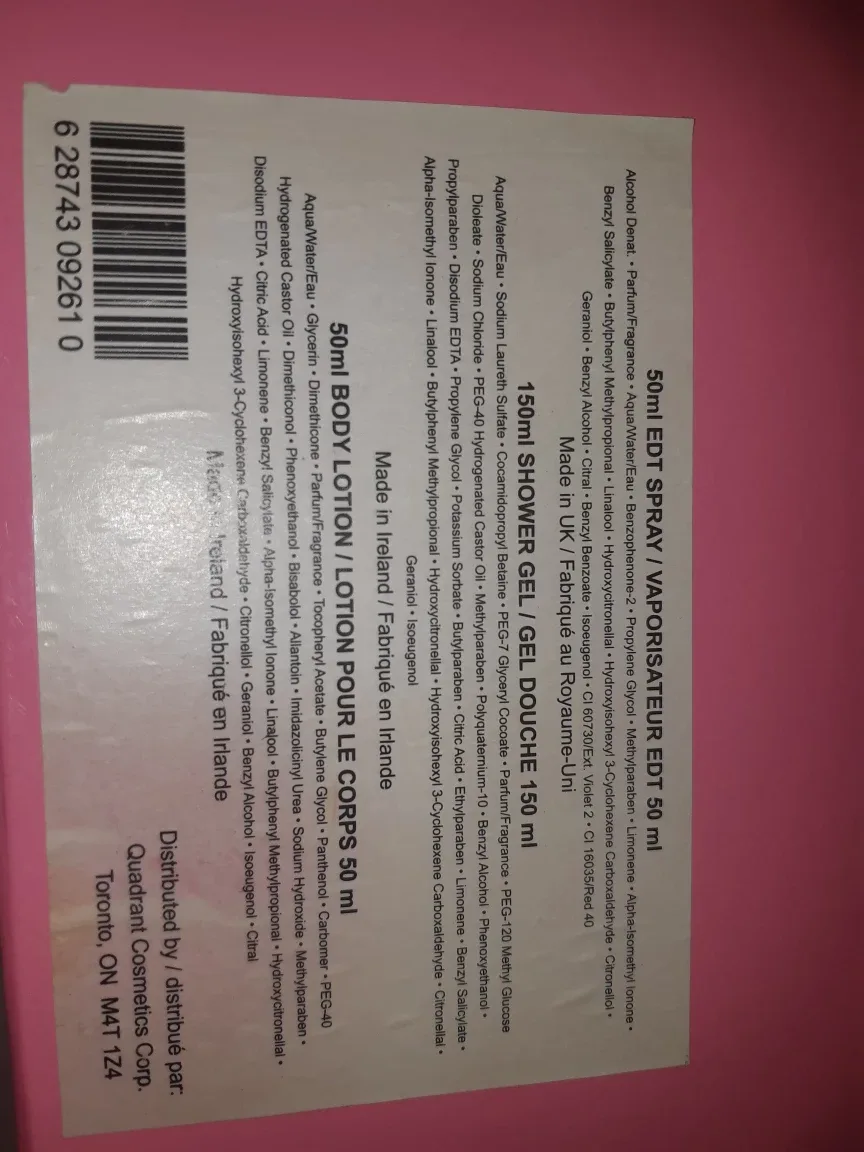 50ml EDT SPRAY / VAPORISATEUR EDT 50 ml
Alcohol Denat. • Parfum/Fragrance • Aqua/Water/Eau • Benzophenone-2 • Propylene Glycol • Methylparaben • Limonene • Alpha-Isomethyl Ionone •
Benzyl Salicylate • Butylphenyl Methylpropional • Linalool • Hydroxycitronellal • Hydroxyisohexyl 3-Cyclohexene Carboxaldehyde • Citronellol •
Geraniol • Benzyl Alcohol • Citral • Benzyl Benzoate • Isoeugenol • CI 60730/Ext. Violet 2 • CI 16035/Red 40
Made in UK / Fabriqué au Royaume-Uni
150ml SHOWER GEL / GEL DOUCHE 150 ml
Aqua/Water/Eau • Sodium Laureth Sulfate • Cocamidopropyl Betaine • PEG-7 Glyceryl Cocoate • Parfum/Fragrance • PEG-120 Methyl Glucose
Dioleate • Sodium Chloride • PEG-40 Hydrogenated Castor Oil • Methylparaben • Polyquaternium-10 • Benzyl Alcohol • Phenoxyethanol •
Propylparaben • Disodium EDTA • Propylene Glycol • Potassium Sorbate • Butylparaben • Citric Acid • Ethylparaben • Limonene • Benzyl Salicylate •
Alpha-Isomethyl Ionone • Linalool • Butylphenyl Methylpropional • Hydroxycitronellal • Hydroxyisohexyl 3-Cyclohexene Carboxaldehyde • Citronellal •
Geraniol • Isoeugenol
Made in Ireland / Fabriqué en Irlande
50ml BODY LOTION / LOTION POUR LE CORPS 50 ml
Aqua/Water/Eau • Glycerin • Dimethicone • Parfum/Fragrance • Tocopheryl Acetate • Butylene Glycol • Panthenol • Carbomer • PEG-40
Hydrogenated Castor Oil • Dimethiconol • Phenoxyethanol • Bisabolol • Allantoin • Imidazolicinyl Urea • Sodium Hydroxide • Methylparaben •
Disodium EDTA • Citric Acid • Limonene • Benzyl Salicylate • Alpha-Isomethyl Ionone • Linalool • Butylphenyl Methylpropional • Hydroxycitronellal •
Hydroxyisohexyl 3-Cyclohexene Carboxaldehyde • Citronellol • Geraniol • Benzyl Alcohol • Isoeugenol • Citral
Made in Ireland / Fabriqué en Irlande
6 28743 09261 0
Distributed by / distribué par:
Quadrant Cosmetics Corp.
Toronto, ON M4T 1Z4